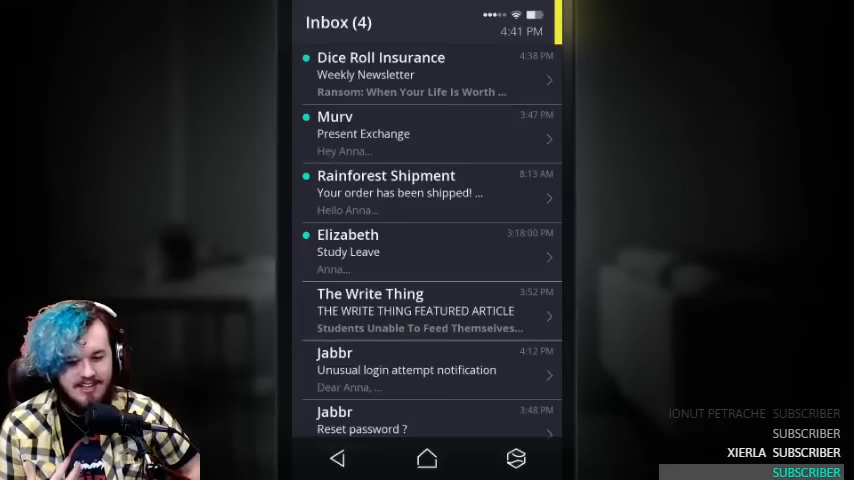 Inbox (4)
4:41 PM
Dice Roll Insurance
4:38 PM
Weekly Newsletter
Ransom: When Your Life Is Worth ...
Murv
3:47 PM
Present Exchange
Hey Anna...
Rainforest Shipment
8:13 AM
Your order has been shipped! ...
Hello Anna...
Elizabeth
3:18:00 PM
Study Leave
Anna...
The Write Thing
3:52 PM
THE WRITE THING FEATURED ARTICLE
Students Unable To Feed Themselves...
Jabbr
4:12 PM
Unusual login attempt notification
Dear Anna, ...
Jabbr
3:48 PM
Reset password ?
IONUT PETRACHE SUBSCRIBER
SUBSCRIBER
XIERLA SUBSCRIBER
SUBSCRIBER